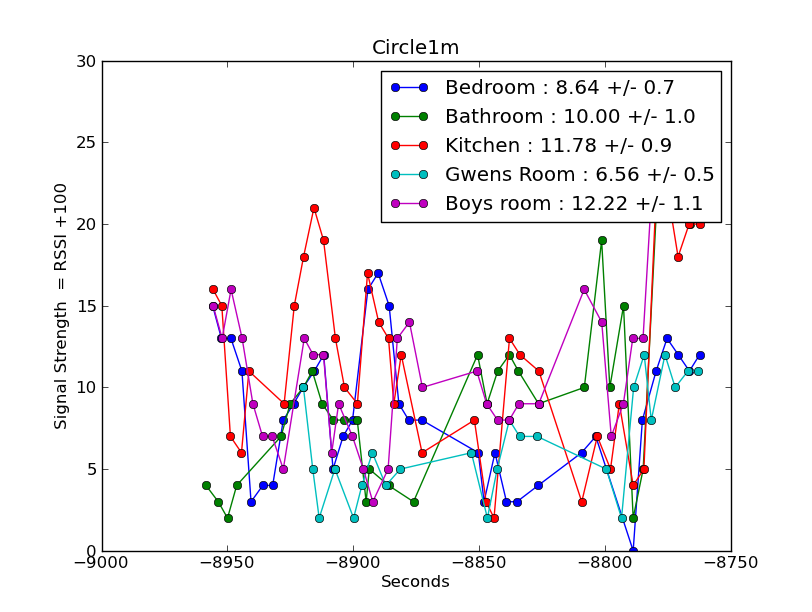 Circle1m
30
25
20
15
10
5
0
Signal Strength = RSSI +100
Bedroom : 8.64 +/- 0.7
Bathroom : 10.00 +/- 1.0
Kitchen : 11.78 +/- 0.9
Gwens Room : 6.56 +/- 0.5
Boys room : 12.22 +/- 1.1
−9000 −8950 −8900 −8850 −8800 −8750
Seconds